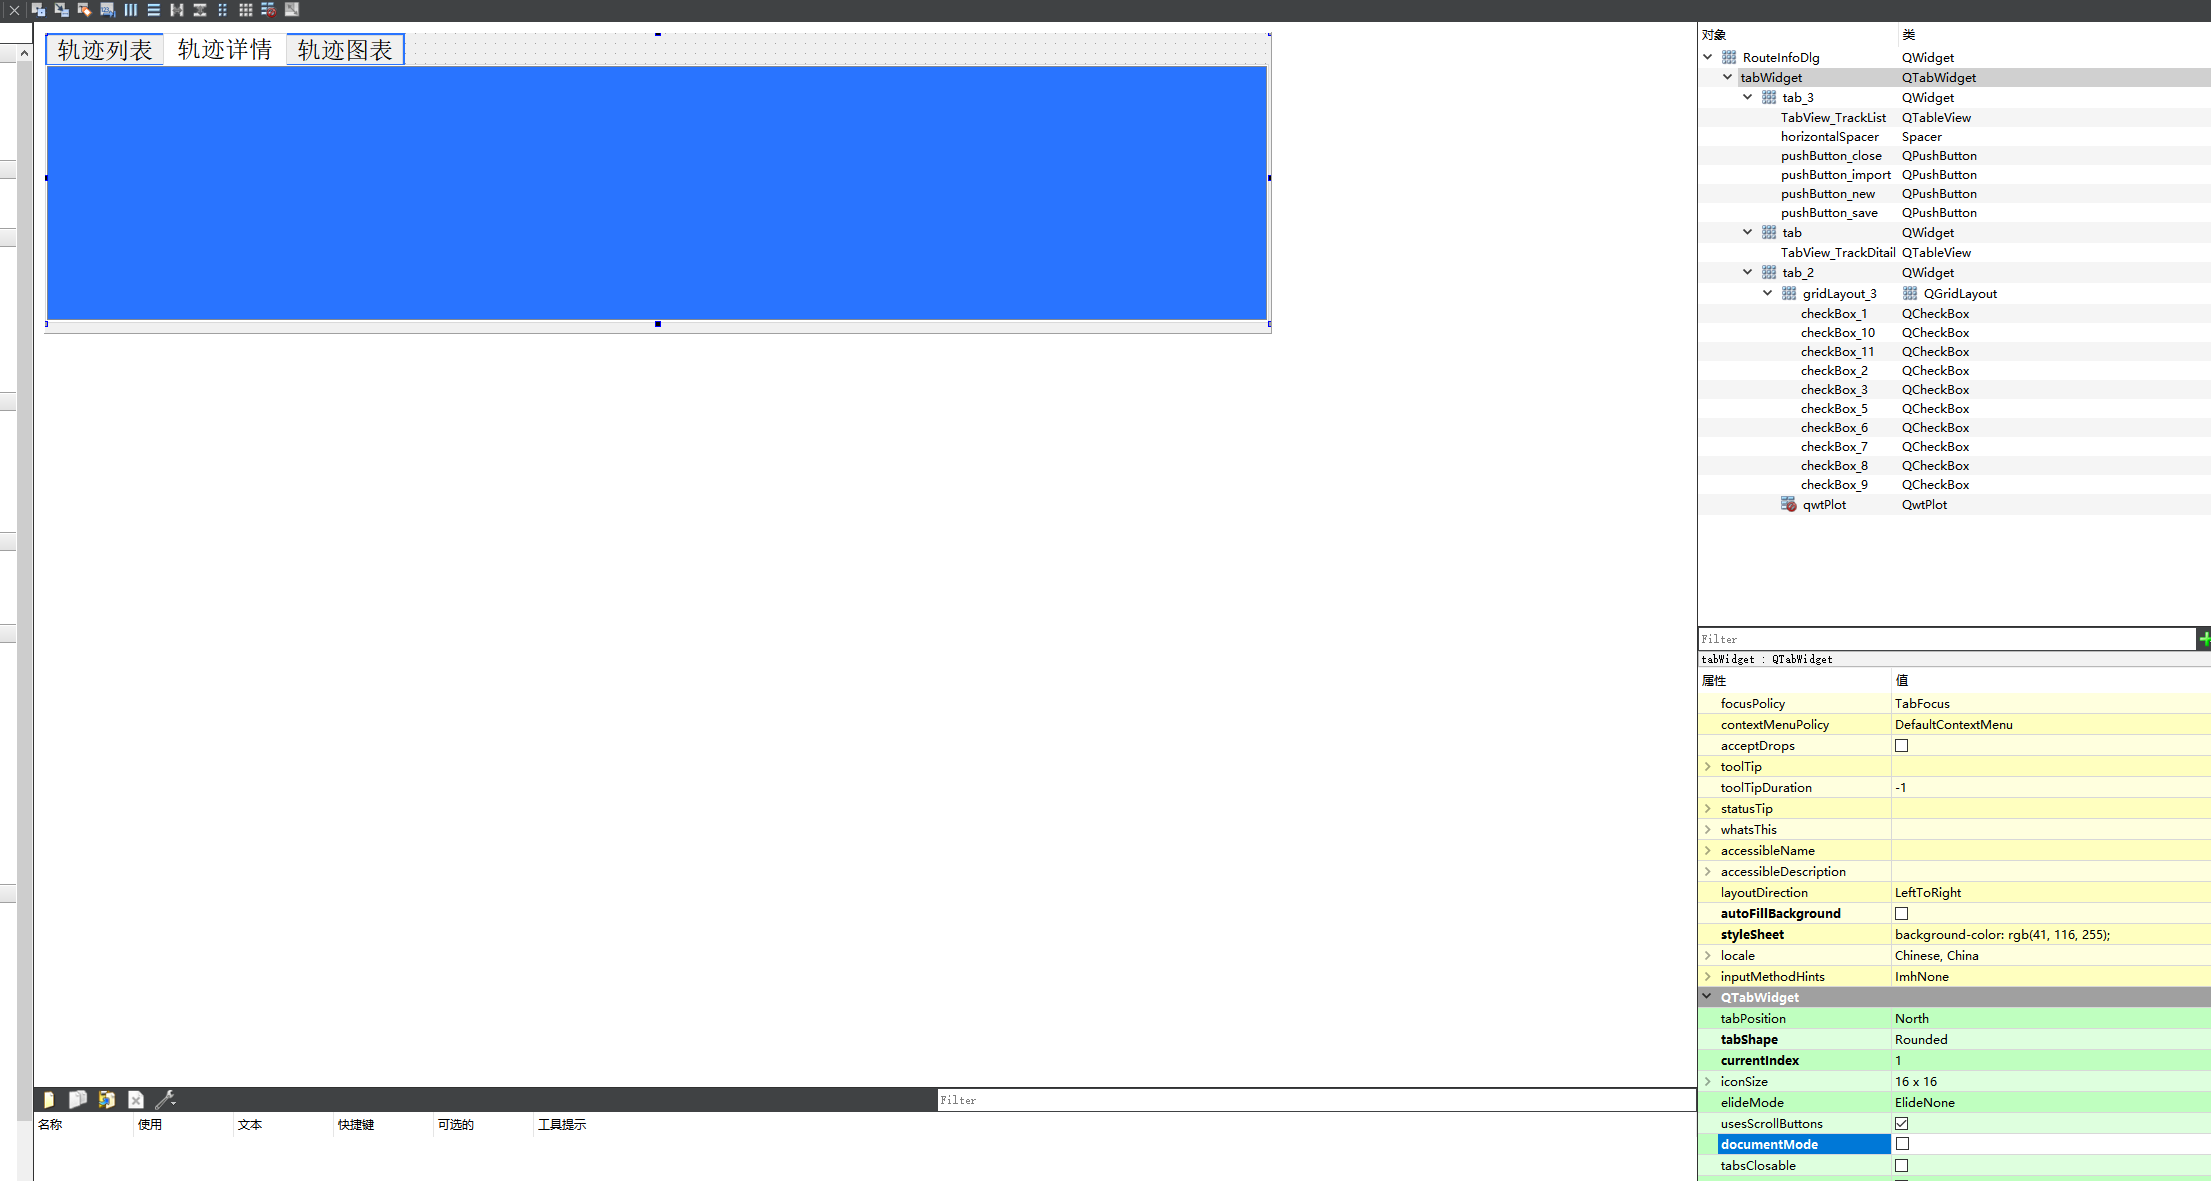 轨迹列表 轨迹详情 轨迹图表
对象 类
RouteInfoDlg QWidget
tabWidget QTabWidget
tab_3 QWidget
TabView_TrackList QTableView
horizontalSpacer Spacer
pushButton_close QPushButton
pushButton_import QPushButton
pushButton_new QPushButton
pushButton_save QPushButton
tab QWidget
TabView_TrackDitail QTableView
tab_2 QWidget
gridLayout_3 QGridLayout
checkBox_1 QCheckBox
checkBox_10 QCheckBox
checkBox_11 QCheckBox
checkBox_2 QCheckBox
checkBox_3 QCheckBox
checkBox_5 QCheckBox
checkBox_6 QCheckBox
checkBox_7 QCheckBox
checkBox_8 QCheckBox
checkBox_9 QCheckBox
qwtPlot QwtPlot
Filter
tabWidget : QTabWidget
属性 值
focusPolicy TabFocus
contextMenuPolicy DefaultContextMenu
acceptDrops
toolTip
toolTipDuration -1
statusTip
whatsThis
accessibleName
accessibleDescription
layoutDirection LeftToRight
autoFillBackground
styleSheet background-color: rgb(41, 116, 255);
locale Chinese, China
inputMethodHints ImhNone
QTabWidget
tabPosition North
tabShape Rounded
currentIndex 1
iconSize 16 x 16
elideMode ElideNone
usesScrollButtons
documentMode
tabsClosable
Filter
名称 使用 文本 快捷键 可选的 工具提示